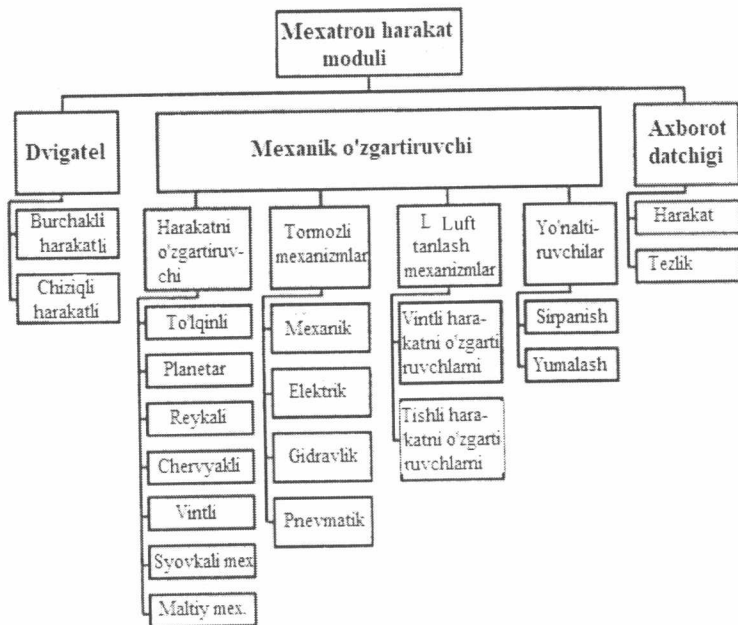 Mexatron harakat
moduli
Dvigatel
Burchakli
harakatli
Chiziqli
harakatli
Mexanik o'zgartiruvchi
Harakatni
o'zgartiruv-
chi
To'lqinli
Planetar
Reykali
Chervyakli
Vintli
Syovkali mex
Maltiy mex.
Tormozli
mexanizmlar
Mexanik
Elektrik
Gidravlik
Pnevmatik
L Luft
tanlash
mexanizmlar
Vintli hara-
katni o'zgarti
ruvchlarni
Tishli hara-
katni o'zgarti
ruvchlarni
Yo'nalti-
ruvchilar
Sirpanish
Yumalash
Axborot
datchigi
Harakat
Tezlik